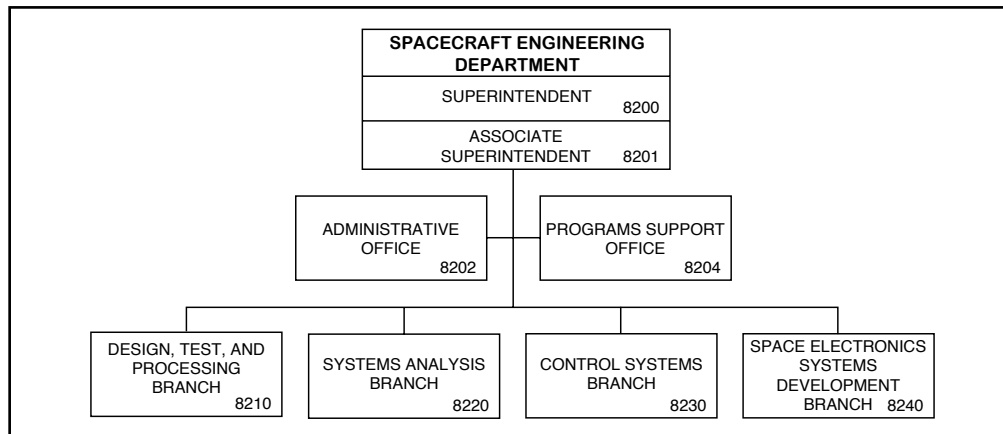 SPACECRAFT ENGINEERING
DEPARTMENT
SUPERINTENDENT
8200
ASSOCIATE
SUPERINTENDENT 8201
ADMINISTRATIVE
OFFICE
8202
PROGRAMS SUPPORT
OFFICE
8204
DESIGN, TEST, AND
PROCESSING
BRANCH
8210
SYSTEMS ANALYSIS
BRANCH
8220
CONTROL SYSTEMS
BRANCH
8230
SPACE ELECTRONICS
SYSTEMS
DEVELOPMENT
BRANCH 8240